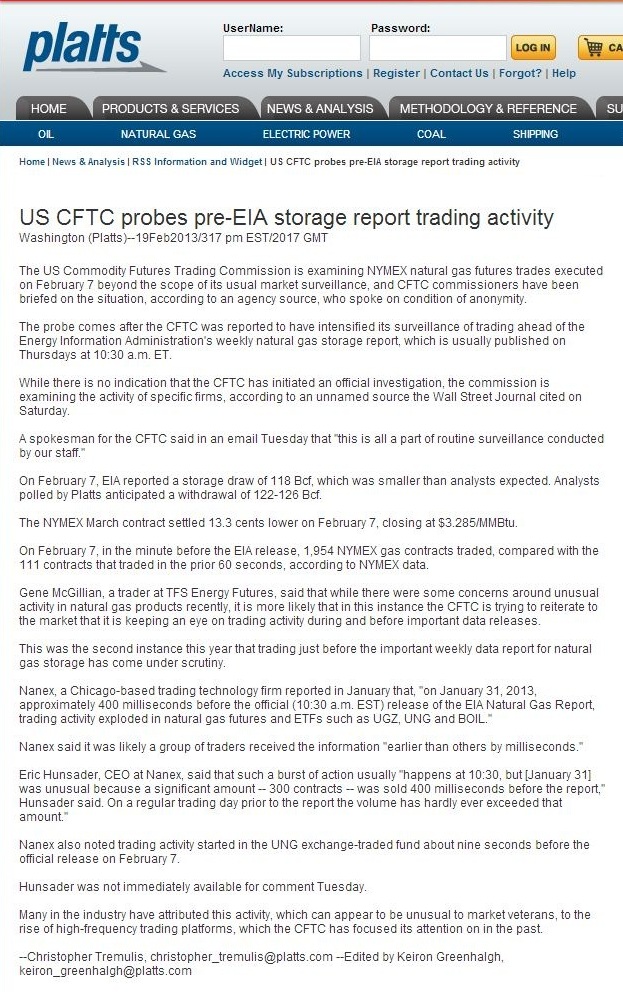 platts
UserName:
Password:
LOG IN
CA
Access My Subscriptions | Register | Contact Us | Forgot? | Help
HOME
PRODUCTS & SERVICES
NEWS & ANALYSIS
METHODOLOGY & REFERENCE
SU
OIL
NATURAL GAS
ELECTRIC POWER
COAL
SHIPPING
Home | News & Analysis | RSS Information and Widget | US CFTC probes pre-EIA storage report trading activity
US CFTC probes pre-EIA storage report trading activity
Washington (Platts)--19Feb2013/317 pm EST/2017 GMT
The US Commodity Futures Trading Commission is examining NYMEX natural gas futures trades executed
on February 7 beyond the scope of its usual market surveillance, and CFTC commissioners have been
briefed on the situation, according to an agency source, who spoke on condition of anonymity.
The probe comes after the CFTC was reported to have intensified its surveillance of trading ahead of the
Energy Information Administration's weekly natural gas storage report, which is usually published on
Thursdays at 10:30 a.m. ET.
While there is no indication that the CFTC has initiated an official investigation, the commission is
examining the activity of specific firms, according to an unnamed source the Wall Street Journal cited on
Saturday.
A spokesman for the CFTC said in an email Tuesday that "this is all a part of routine surveillance conducted
by our staff."
On February 7, EIA reported a storage draw of 118 Bcf, which was smaller than analysts expected. Analysts
polled by Platts anticipated a withdrawal of 122-126 Bcf.
The NYMEX March contract settled 13.3 cents lower on February 7, closing at $3.285/MMBtu.
On February 7, in the minute before the EIA release, 1,954 NYMEX gas contracts traded, compared with the
111 contracts that traded in the prior 60 seconds, according to NYMEX data.
Gene McGillian, a trader at TFS Energy Futures, said that while there were some concerns around unusual
activity in natural gas products recently, it is more likely that in this instance the CFTC is trying to reiterate to
the market that it is keeping an eye on trading activity during and before important data releases.
This was the second instance this year that trading just before the important weekly data report for natural
gas storage has come under scrutiny.
Nanex, a Chicago-based trading technology firm reported in January that, "on January 31, 2013,
approximately 400 milliseconds before the official (10:30 a.m. EST) release of the EIA Natural Gas Report,
trading activity exploded in natural gas futures and ETFs such as UGZ, UNG and BOIL."
Nanex said it was likely a group of traders received the information "earlier than others by milliseconds."
Eric Hunsader, CEO at Nanex, said that such a burst of action usually "happens at 10:30, but [January 31]
was unusual because a significant amount -- 300 contracts -- was sold 400 milliseconds before the report,"
Hunsader said. On a regular trading day prior to the report the volume has hardly ever exceeded that
amount."
Nanex also noted trading activity started in the UNG exchange-traded fund about nine seconds before the
official release on February 7.
Hunsader was not immediately available for comment Tuesday.
Many in the industry have attributed this activity, which can appear to be unusual to market veterans, to the
rise of high-frequency trading platforms, which the CFTC has focused its attention on in the past.
--Christopher Tremulis, christopher_tremulis@platts.com --Edited by Keiron Greenhalgh,
keiron_greenhalgh@platts.com